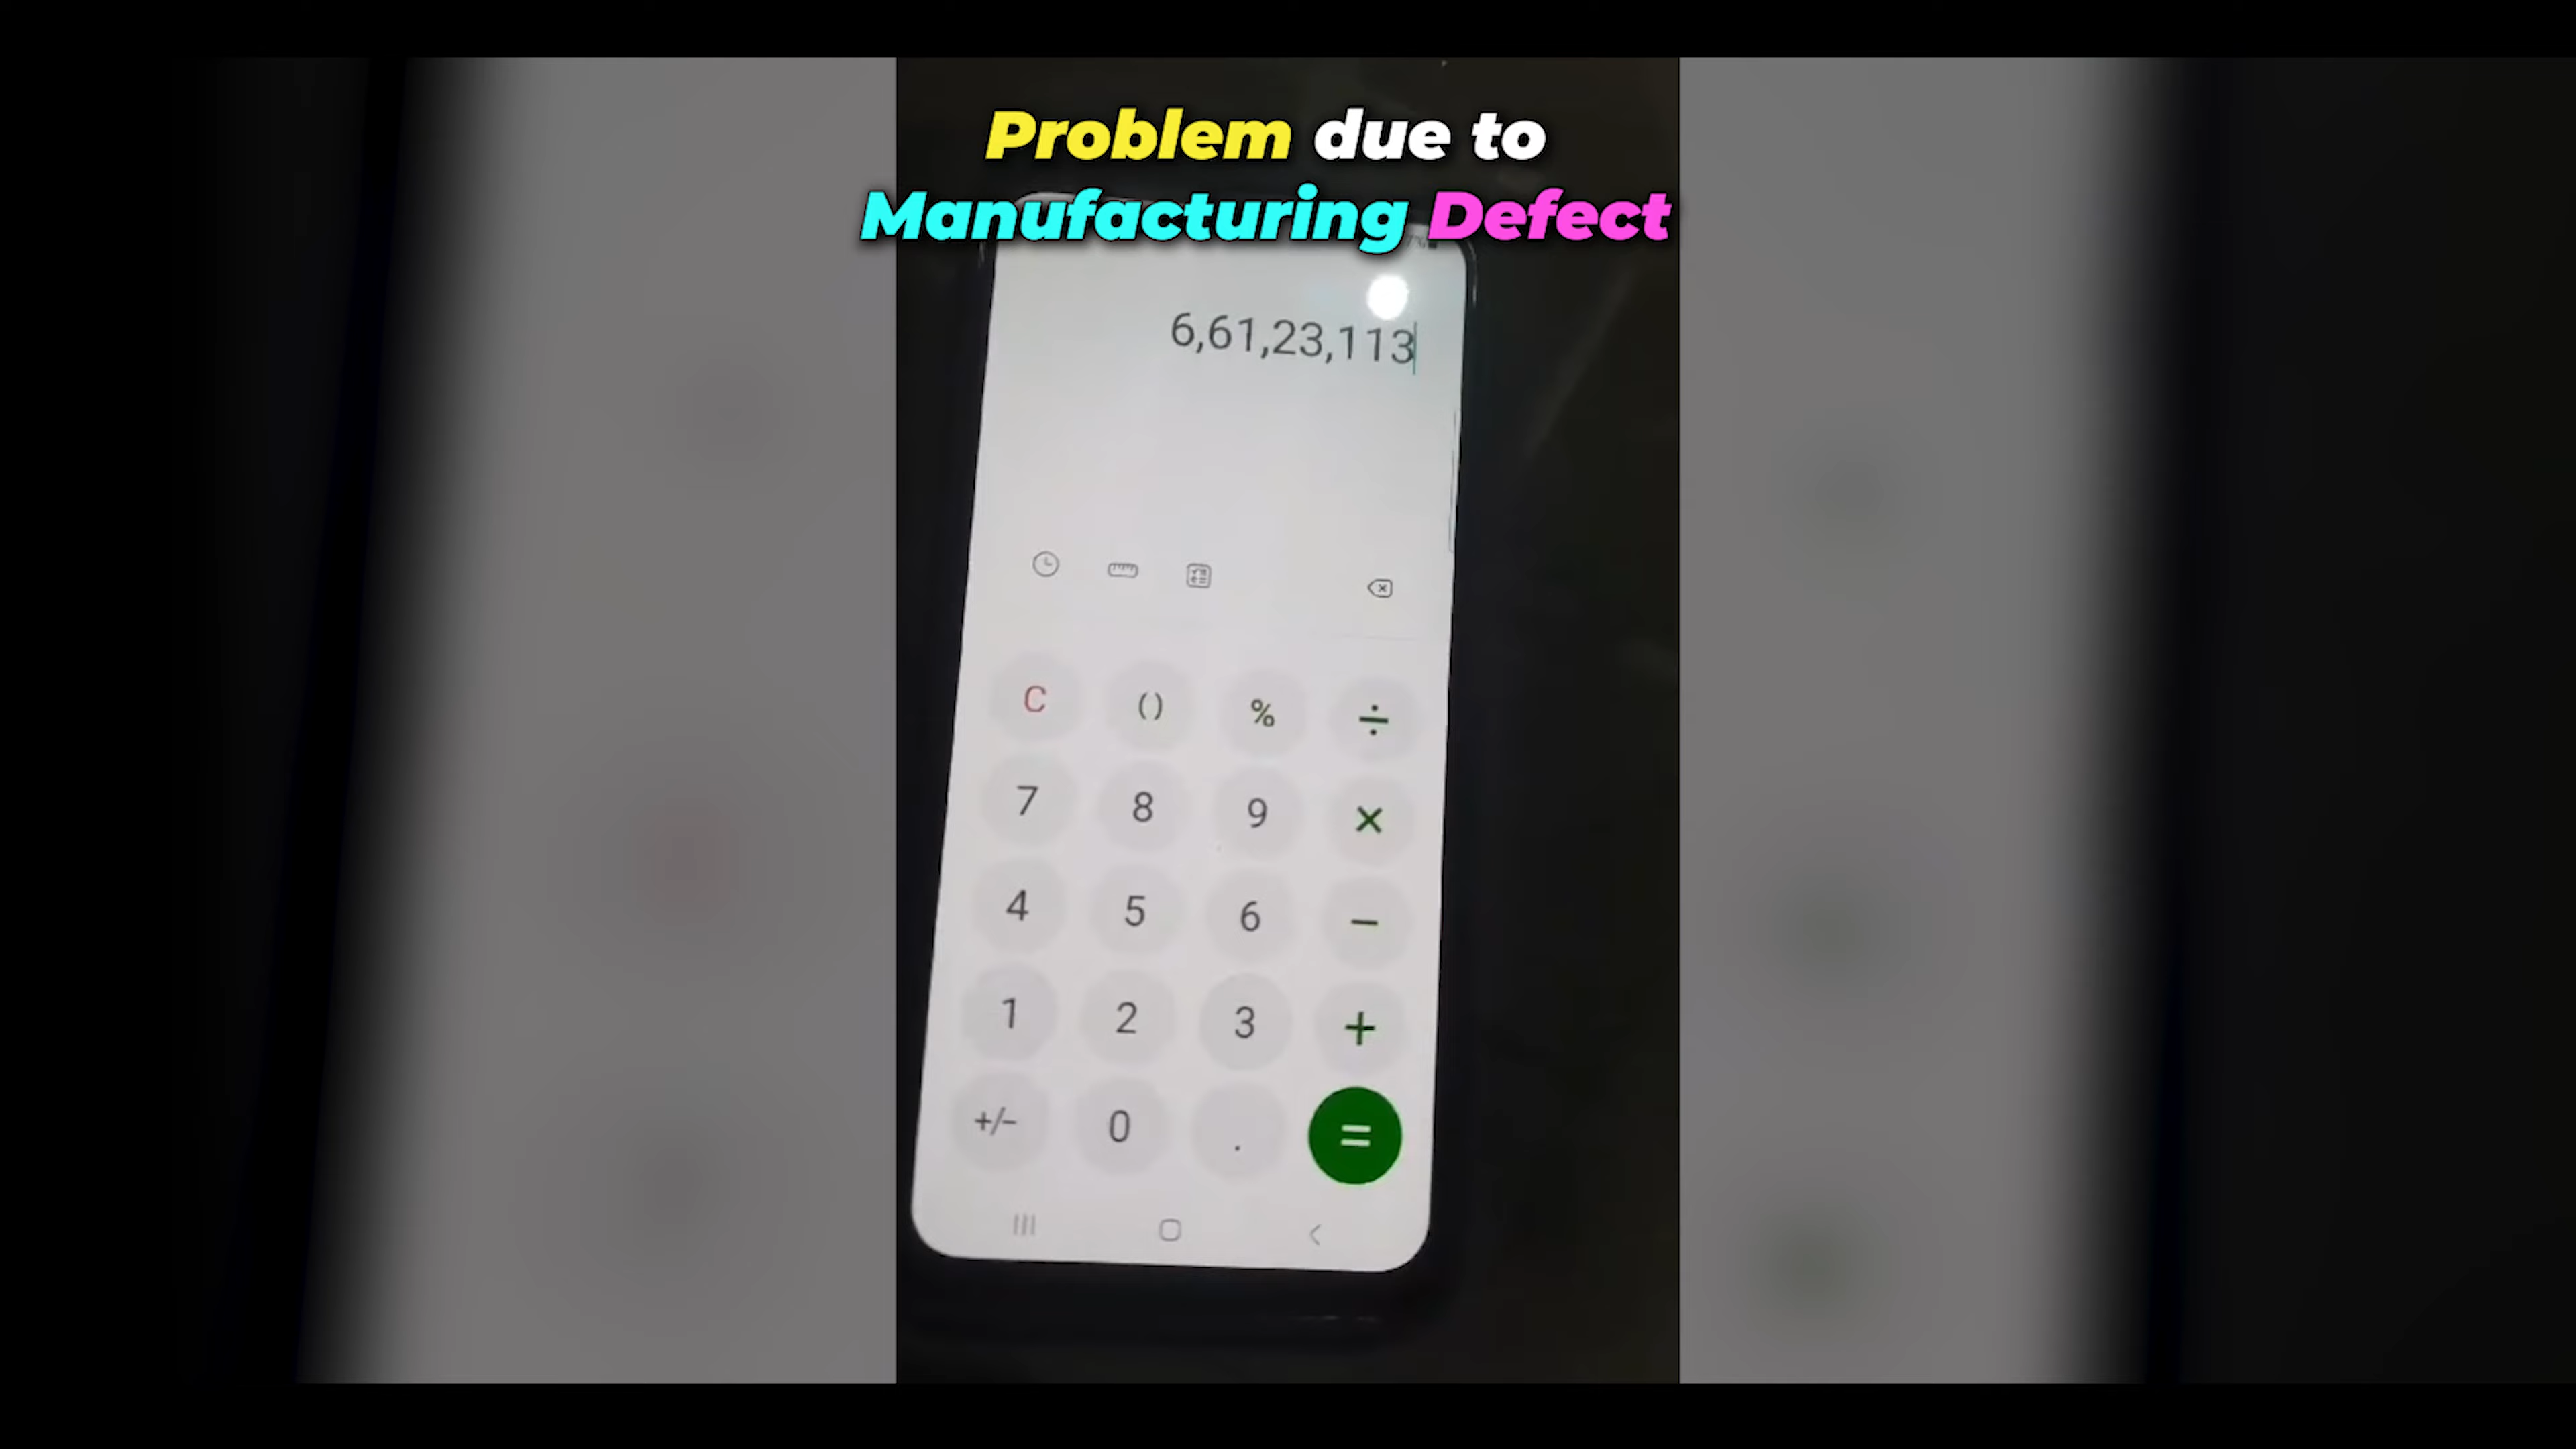 Problem due to
Manufacturing Defect
6,61,23,113
C () % ÷
7 8 9 ×
4 5 6 −
1 2 3 +
+/− 0 . =